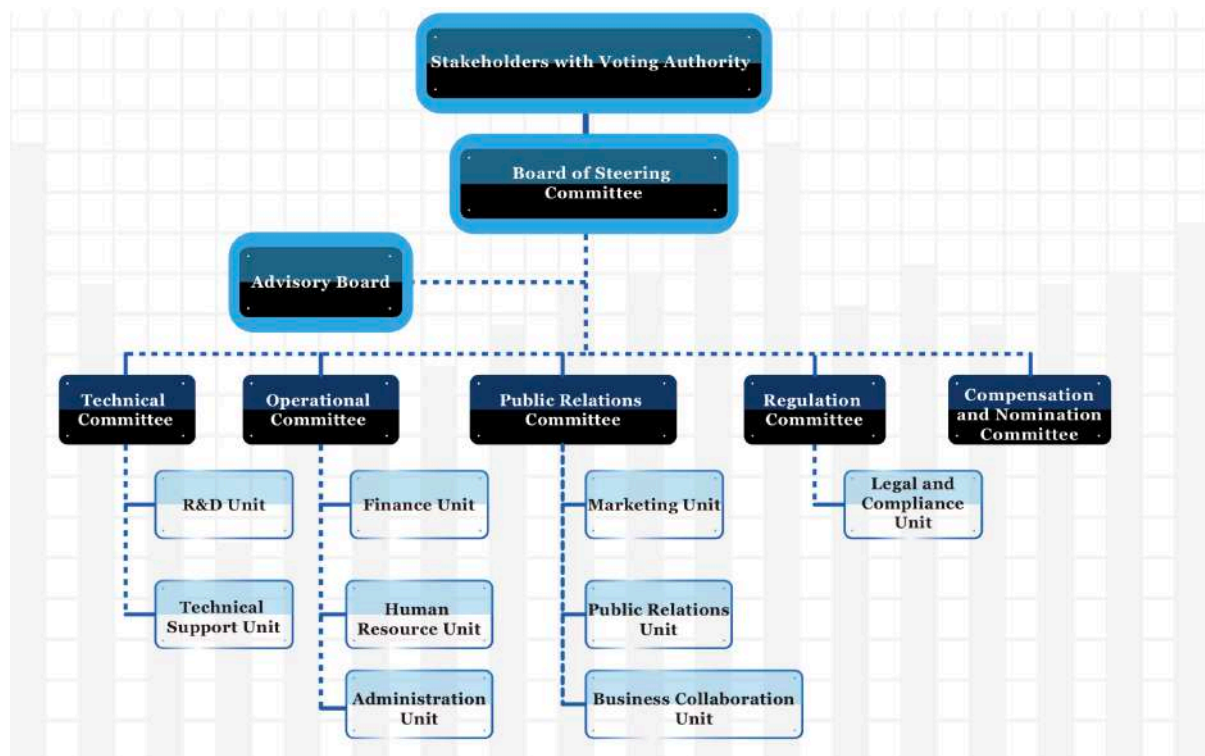 Stakeholders with Voting Authority
Board of Steering
Committee
Advisory Board
Technical
Committee
Operational
Committee
Public Relations
Committee
Regulation
Committee
Compensation
and Nomination
Committee
R&D Unit
Finance Unit
Marketing Unit
Legal and
Compliance
Unit
Technical
Support Unit
Human
Resource Unit
Public Relations
Unit
Administration
Unit
Business Collaboration
Unit